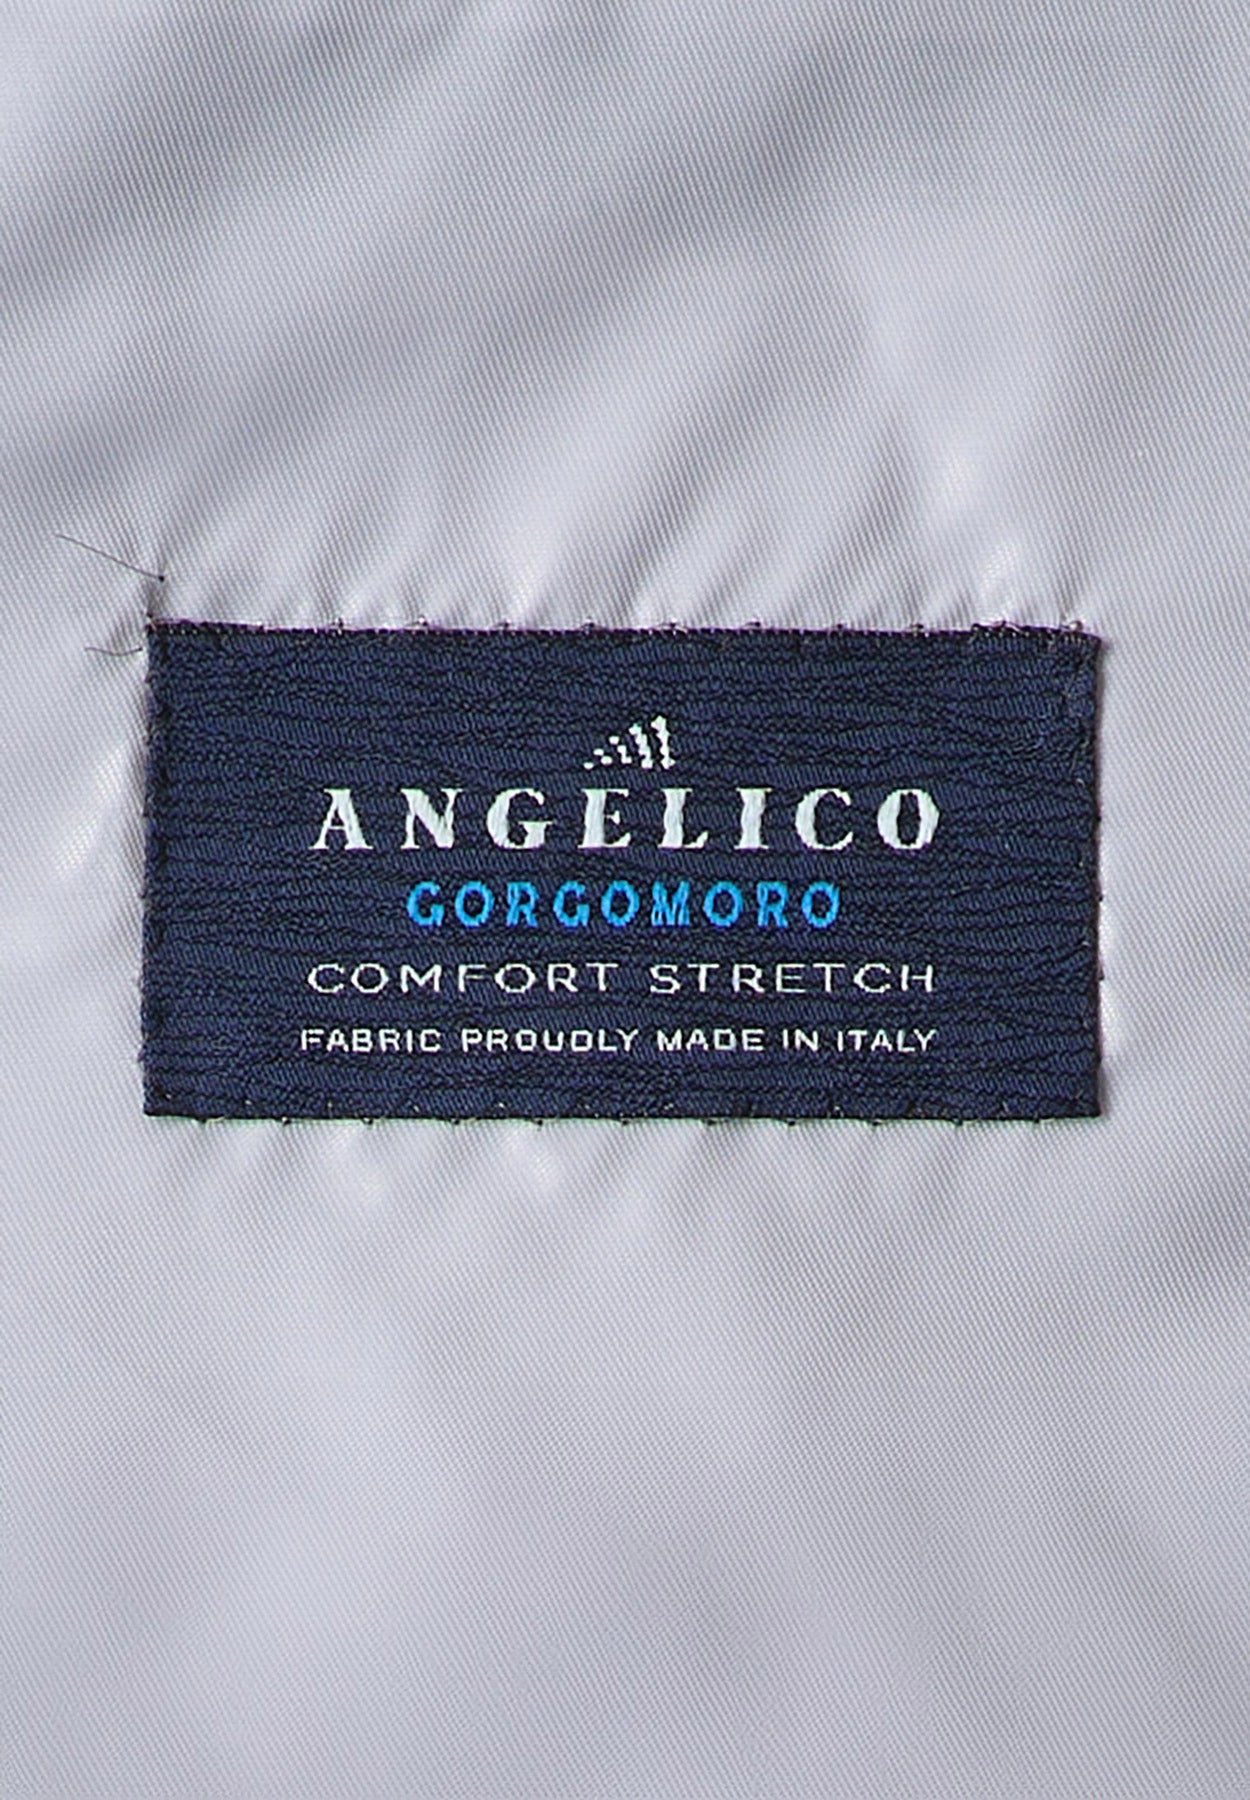 ANGELICO
GORGOMORO
COMFORT STRETCH
FABRIC PROUDLY MADE IN ITALY